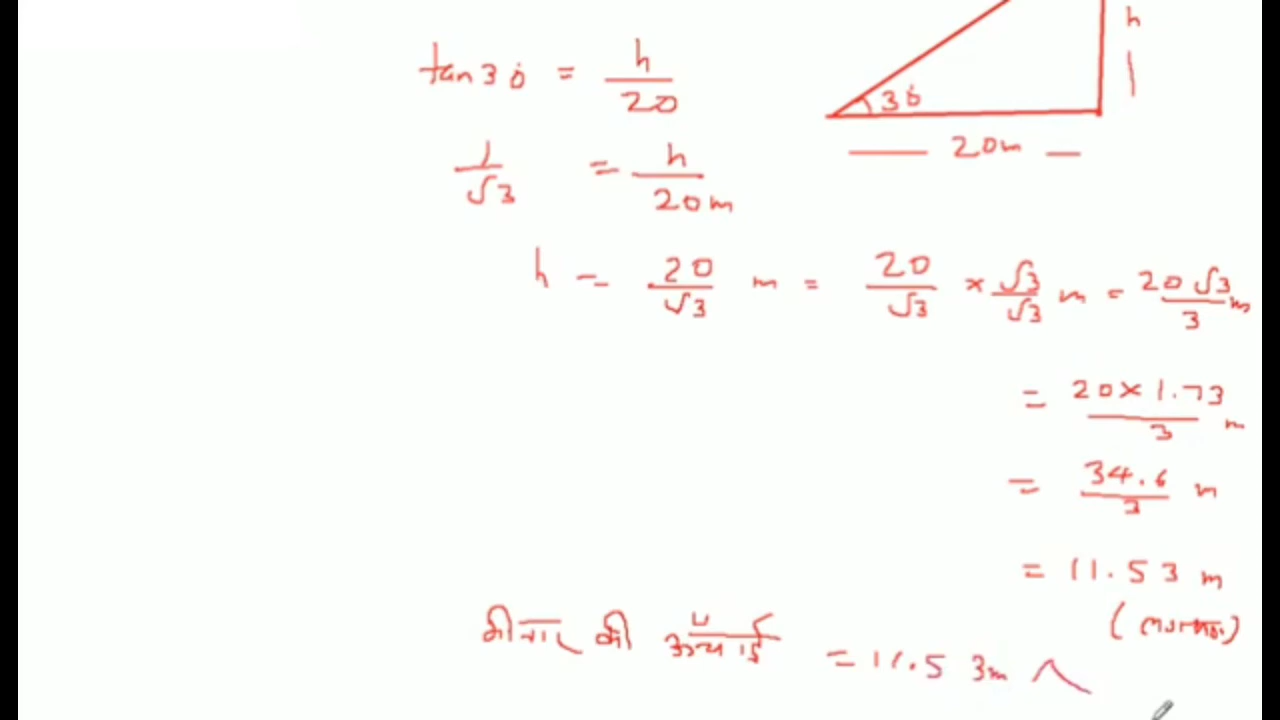 h
tan 30° = h/20
30°
20m
1/√3 = h/20m
h = 20/√3 m = 20/√3 × √3/√3 m = 20√3/3 m
= 20×1.73/3 m
= 34.6/3 m
= 11.53 m
(लगभग)
मीनार की ऊँचाई = 11.53m